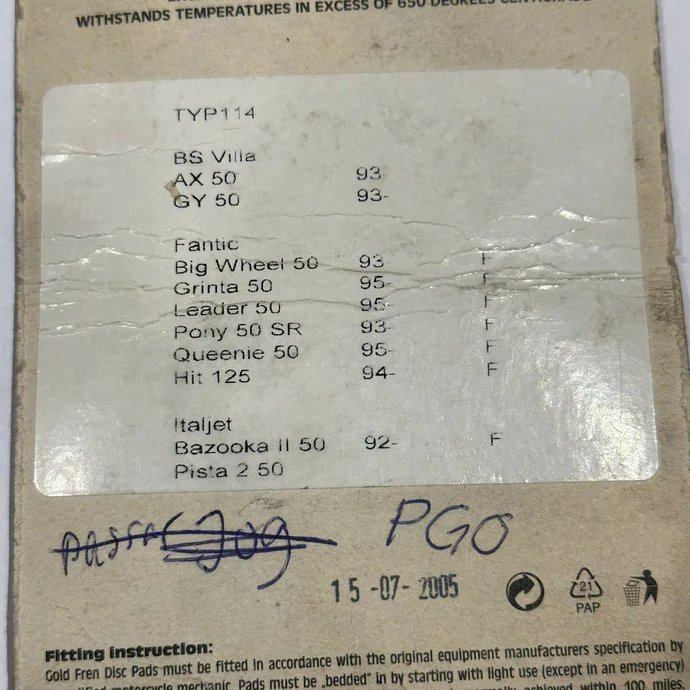 WITHSTANDS TEMPERATURES IN EXCESS OF 650 DEGREES CENTIGRADE
TYP114
BS Villa
AX 50 93-
GY 50 93-
Fantic
Big Wheel 50 93 F
Grinta 50 95- F
Leader 50 95- F
Pony 50 SR 93- F
Queenie 50 95- F
Hit 125 94- F
Italjet
Bazooka II 50 92- F
Pista 2 50
PGO
15-07-2005
21
PAP
Fitting instruction:
Gold Fren Disc Pads must be fitted in accordance with the original equipment manufacturers specification by
motorcycle mechanic. Pads must be „bedded" in by starting with light use (except in an emergency)
achieved within 100 miles.